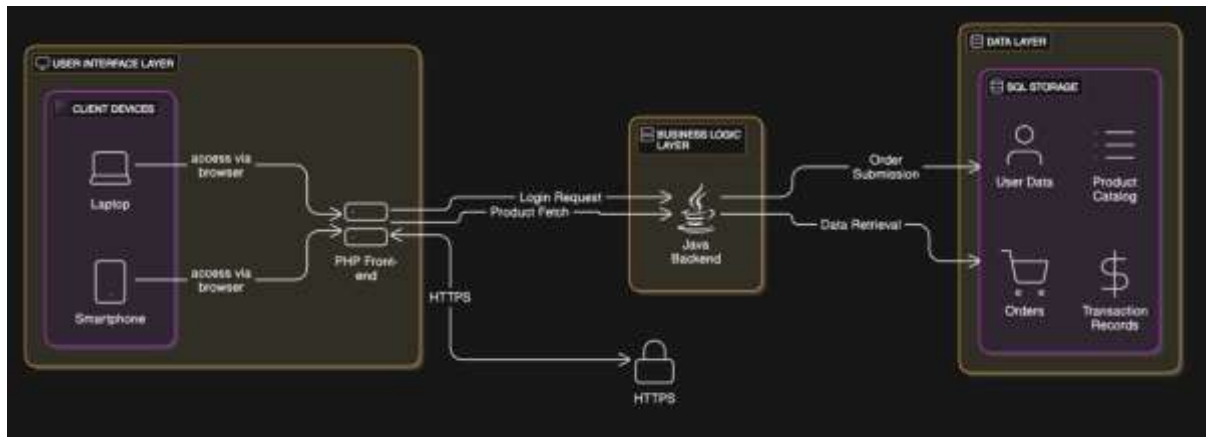 USER INTERFACE LAYER
CLIENT DEVICES
Laptop
access via
browser
Smartphone
access via
browser
PHP Front-
end
Login Request
Product Fetch
HTTPS
HTTPS
BUSINESS LOGIC
LAYER
Java
Backend
Order
Submission
Data Retrieval
DATA LAYER
SQL STORAGE
User Data
Product
Catalog
Orders
Transaction
Records